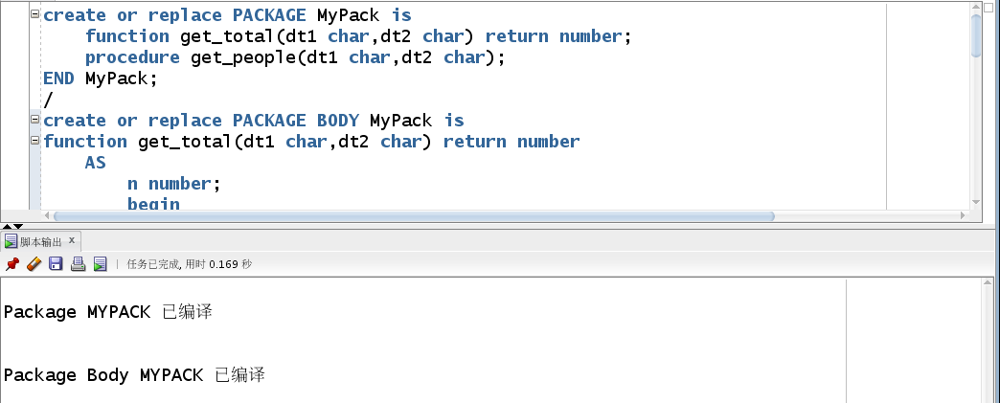 create or replace PACKAGE MyPack is
function get_total(dt1 char,dt2 char) return number;
procedure get_people(dt1 char,dt2 char);
END MyPack;
/
create or replace PACKAGE BODY MyPack is
function get_total(dt1 char,dt2 char) return number
AS
n number;
begin
脚本输出 x
任务已完成, 用时 0.169 秒
Package MYPACK 已编译
Package Body MYPACK 已编译